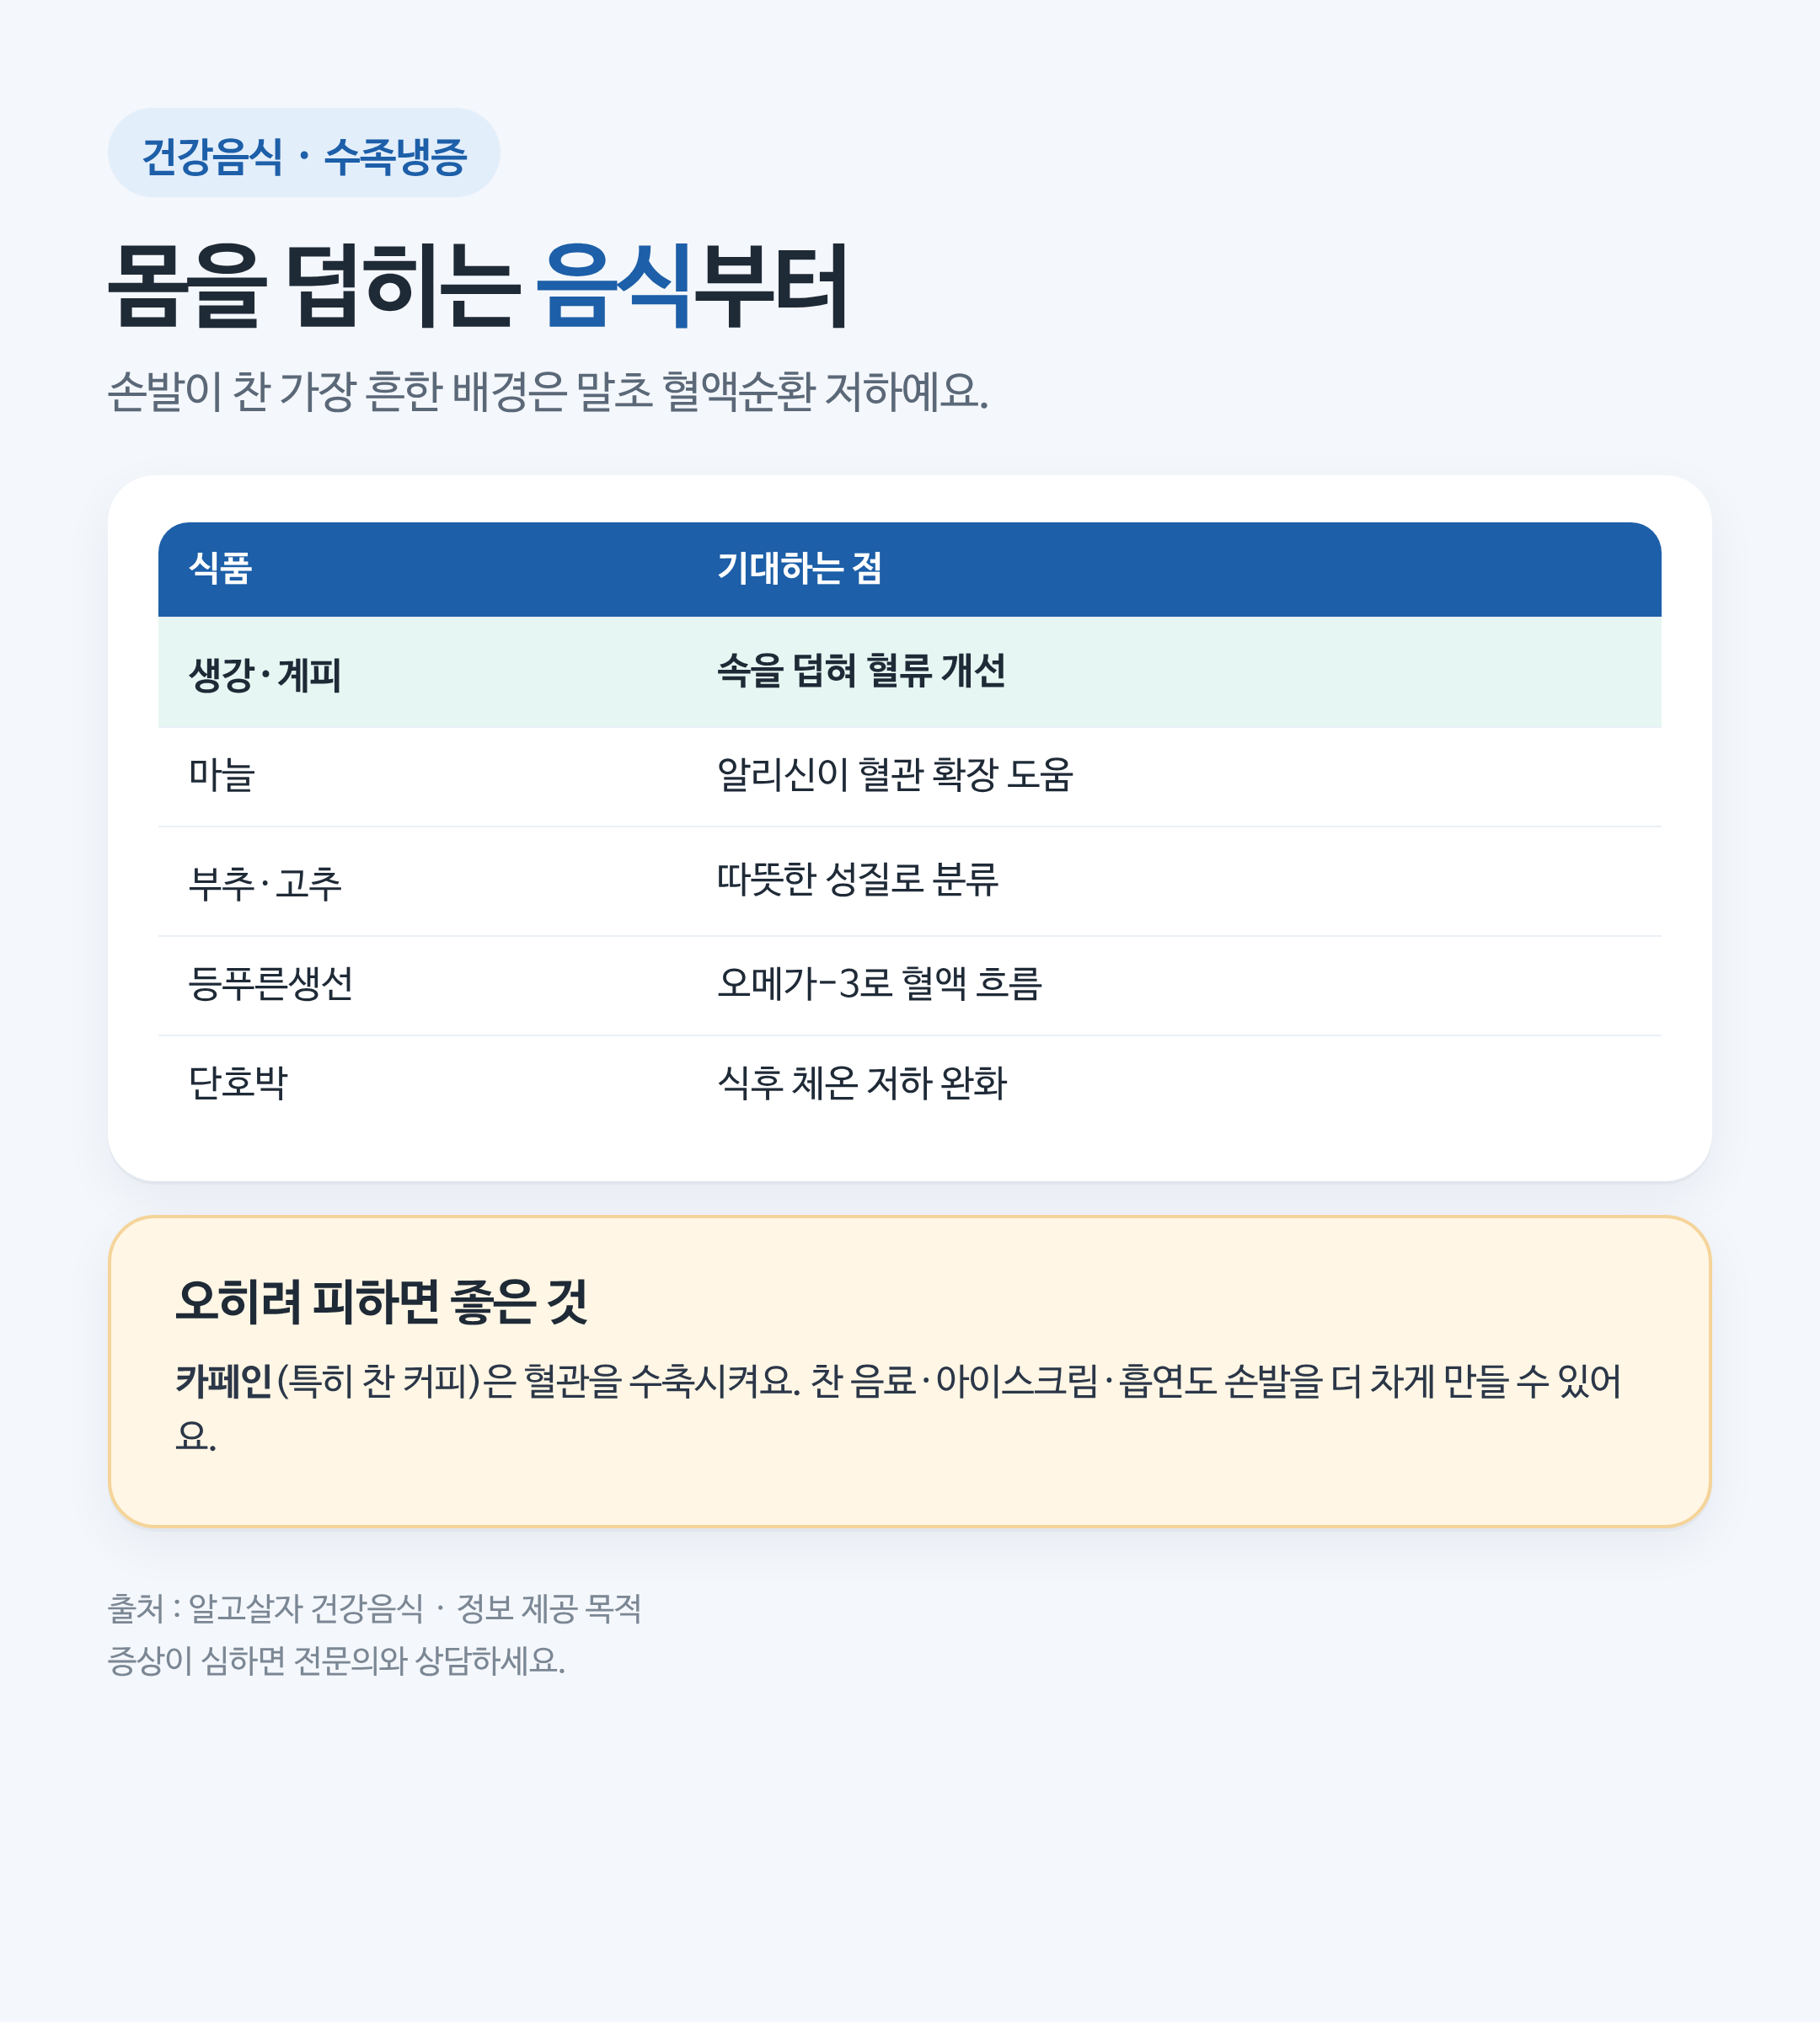 건강음식 · 수족냉증
몸을 덥히는 음식부터
손발이 찬 가장 흔한 배경은 말초 혈액순환 저하예요.
식품 기대하는 점
생강·계피 속을 덥혀 혈류 개선
마늘 알리신이 혈관 확장 도움
부추·고추 따뜻한 성질로 분류
등푸른생선 오메가-3로 혈액 흐름
단호박 식후 체온 저하 완화
오히려 피하면 좋은 것
카페인(특히 찬 커피)은 혈관을 수축시켜요. 찬 음료·아이스크림·흡연도 손발을 더 차게 만들 수 있어
요.
출처 : 알고살자 건강음식 · 정보 제공 목적
증상이 심하면 전문의와 상담하세요.